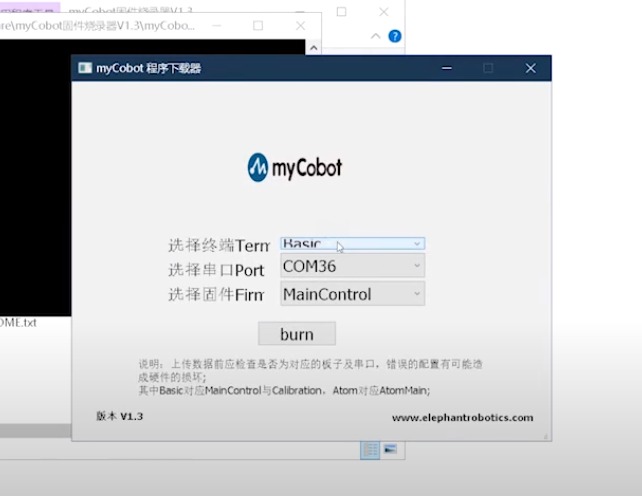 myCobot固件烧录器V1.3
re\myCobot固件烧录器V1.3\myCobo...
myCobot 程序下载器
myCobot
选择终端Term
Basic
选择串口Port
COM36
选择固件Firm
MainControl
OME.txt
burn
说明：上传数据前应检查是否为对应的板子及串口，错误的配置有可能造
成硬件的损坏；
其中Basic对应MainControl与Calibration，Atom对应AtomMain;
版本 V1.3
www.elephantrobotics.com